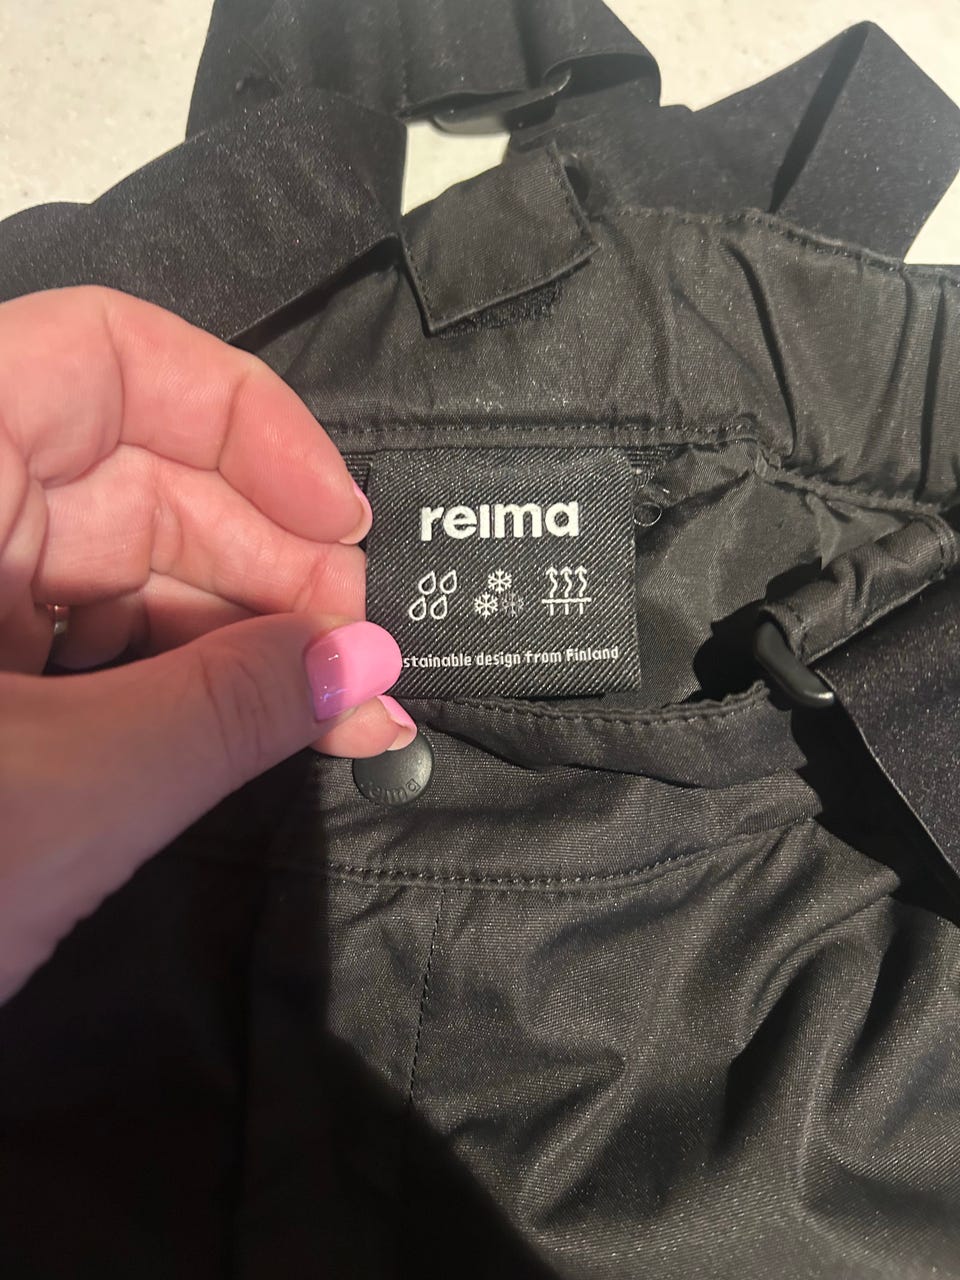 reima
stainable design from Finland
reima